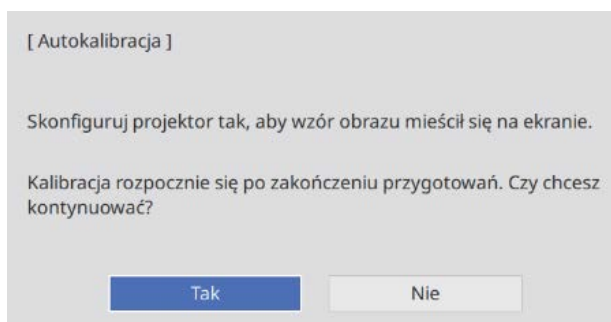 [ Autokalibracja ]
Skonfiguruj projektor tak, aby wzór obrazu mieścił się na ekranie.
Kalibracja rozpocznie się po zakończeniu przygotowań. Czy chcesz
kontynuować?
Tak
Nie